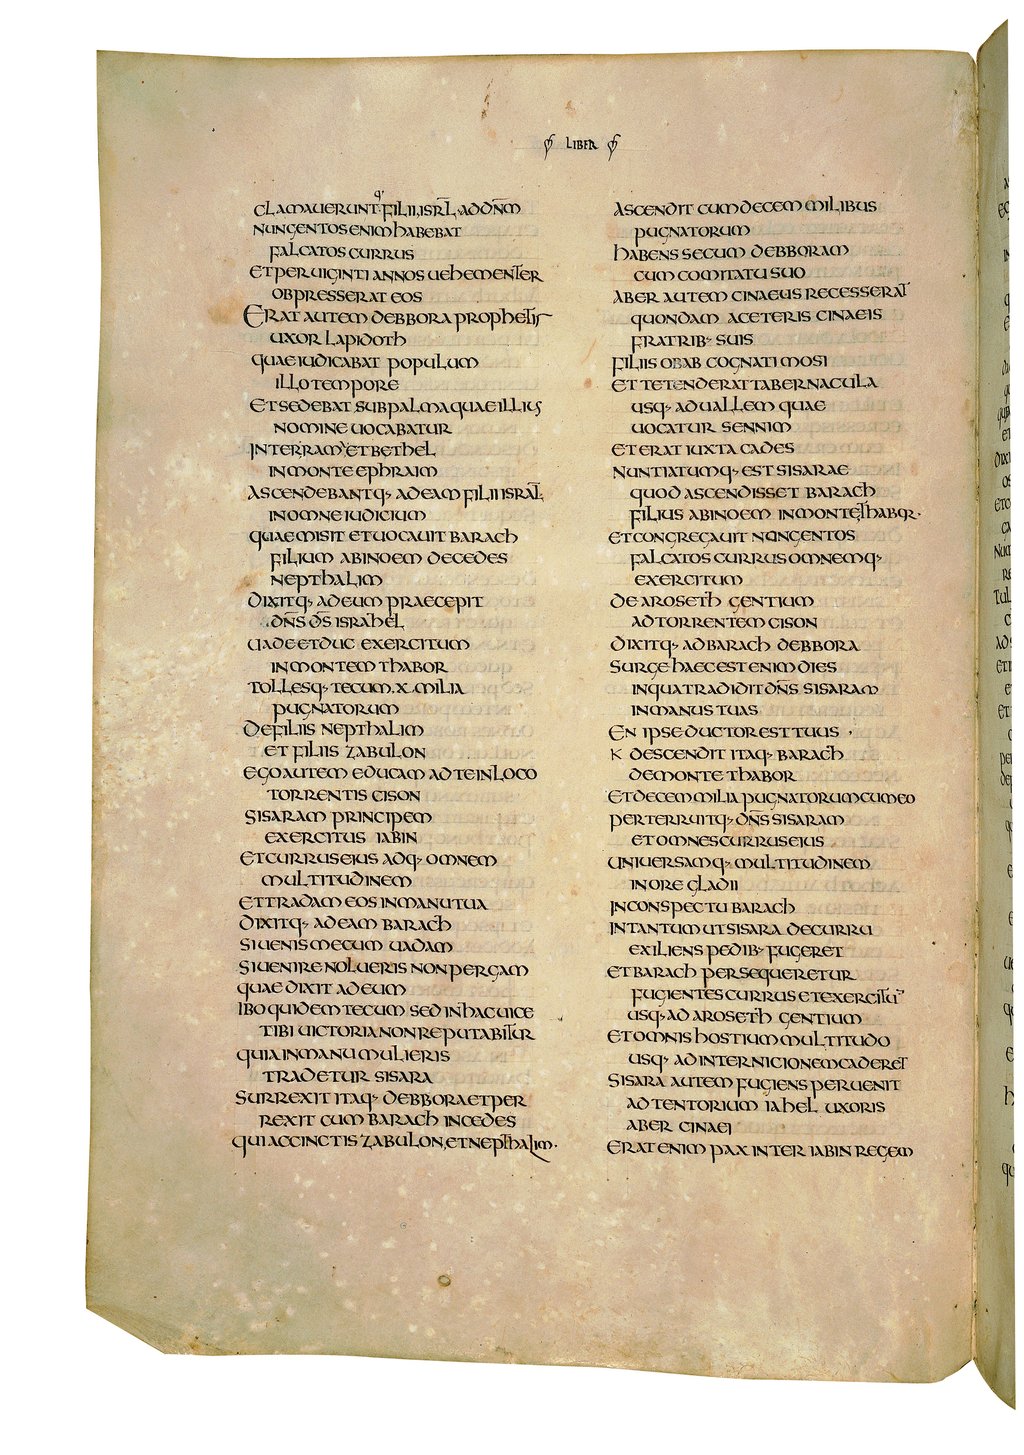 LIBER
CLAMAUERUNTq' FILII ISRL̄ AD DN̄M
NUNGENTOS ENIM HABEBAT
FALCATOS CURRUS
ET PER UIGINTI ANNOS UEHEMENTER
OBPRESSERAT EOS
ERAT AUTEM DEBBORA PROPHETIS
UXOR LAPIDOTH
QUAE IUDICABAT POPULUM
ILLO TEMPORE
ET SEDEBAT SUB PALMA QUAE ILLIUS
NOMINE UOCABATUR
INTER RAMA ET BETHEL
IN MONTE EPHRAIM
ASCENDEBANTQ· AD EAM FILII ISRAL̄
IN OMNE IUDICIUM
QUAE MISIT ET UOCAUIT BARACH
FILIUM ABINOEM DECEDES
NEPTHALIM
DIXITQ· AD EUM PRAECEPIT
DN̄S D̄S ISRAHEL
UADE ET DUC EXERCITUM
IN MONTEM THABOR
TOLLESQ· TECUM .X. MILIA
PUGNATORUM
DE FILIIS NEPTHALIM
ET FILIIS ZABULON
EGO AUTEM EDUCAM AD TE IN LOCO
TORRENTIS CISON
SISARAM PRINCIPEM
EXERCITUS IABIN
ET CURRUS EIUS ADQ· OMNEM
MULTITUDINEM
ET TRADAM EOS IN MANU TUA
DIXITQ· AD EAM BARACH
SI UENIS MECUM UADAM
SI UENIRE NOLUERIS NON PERGAM
QUAE DIXIT AD EUM
IBO QUIDEM TECUM SED IN HAC UICE
TIBI UICTORIA NON REPUTABITUR
QUIA IN MANU MULIERIS
TRADETUR SISARA
SURREXIT ITAQ· DEBBORA ET PER
REXIT CUM BARACH IN CEDES
QUI ACCINCTIS ZABULON, ET NEPTHALIM·
ASCENDIT CUM DECEM MILIBUS
PUGNATORUM
HABENS SECUM DEBBORAM
CUM COMITATU SUO
ABER AUTEM CINAEUS RECESSERAT
QUONDAM A CETERIS CINAEIS
FRATRIB· SUIS
FILIIS OBAB COGNATI MOSI
ET TETENDERAT TABERNACULA
USQ· AD UALLEM QUAE
UOCATUR SENNIM
ET ERAT IUXTA CADES
NUNTIATUMQ· EST SISARAE
QUOD ASCENDISSET BARACH
FILIUS ABINOEM IN MONTE THABOR·
ET CONGREGAUIT NONGENTOS
FALCATOS CURRUS OMNEMQ·
EXERCITUM
DE AROSETH GENTIUM
AD TORRENTEM CISON
DIXITQ· AD BARACH DEBBORA
SURGE HAEC EST ENIM DIES
IN QUA TRADIDIT DN̄S SISARAM
IN MANUS TUAS
EN IPSE DUCTOR EST TUUS
K DESCENDIT ITAQ· BARACH
DE MONTE THABOR
ET DECEM MILIA PUGNATORUM CUM EO
PERTERRUITQ· DN̄S SISARAM
ET OMNES CURRUS EIUS
UNIUERSAMQ· MULTITUDINEM
IN ORE GLADII
IN CONSPECTU BARACH
IN TANTUM UT SISARA DE CURRU
EXILIENS PEDIB· FUGERET
ET BARACH PERSEQUERETUR
FUGIENTES CURRUS ET EXERCITU̅
USQ· AD AROSETH GENTIUM
ET OMNIS HOSTIUM MULTITUDO
USQ· AD INTERNICIONEM CADERET
SISARA AUTEM FUGIENS PERUENIT
AD TENTORIUM IAHEL UXORIS
ABER CINAEI
ERAT ENIM PAX INTER IABIN REGEM